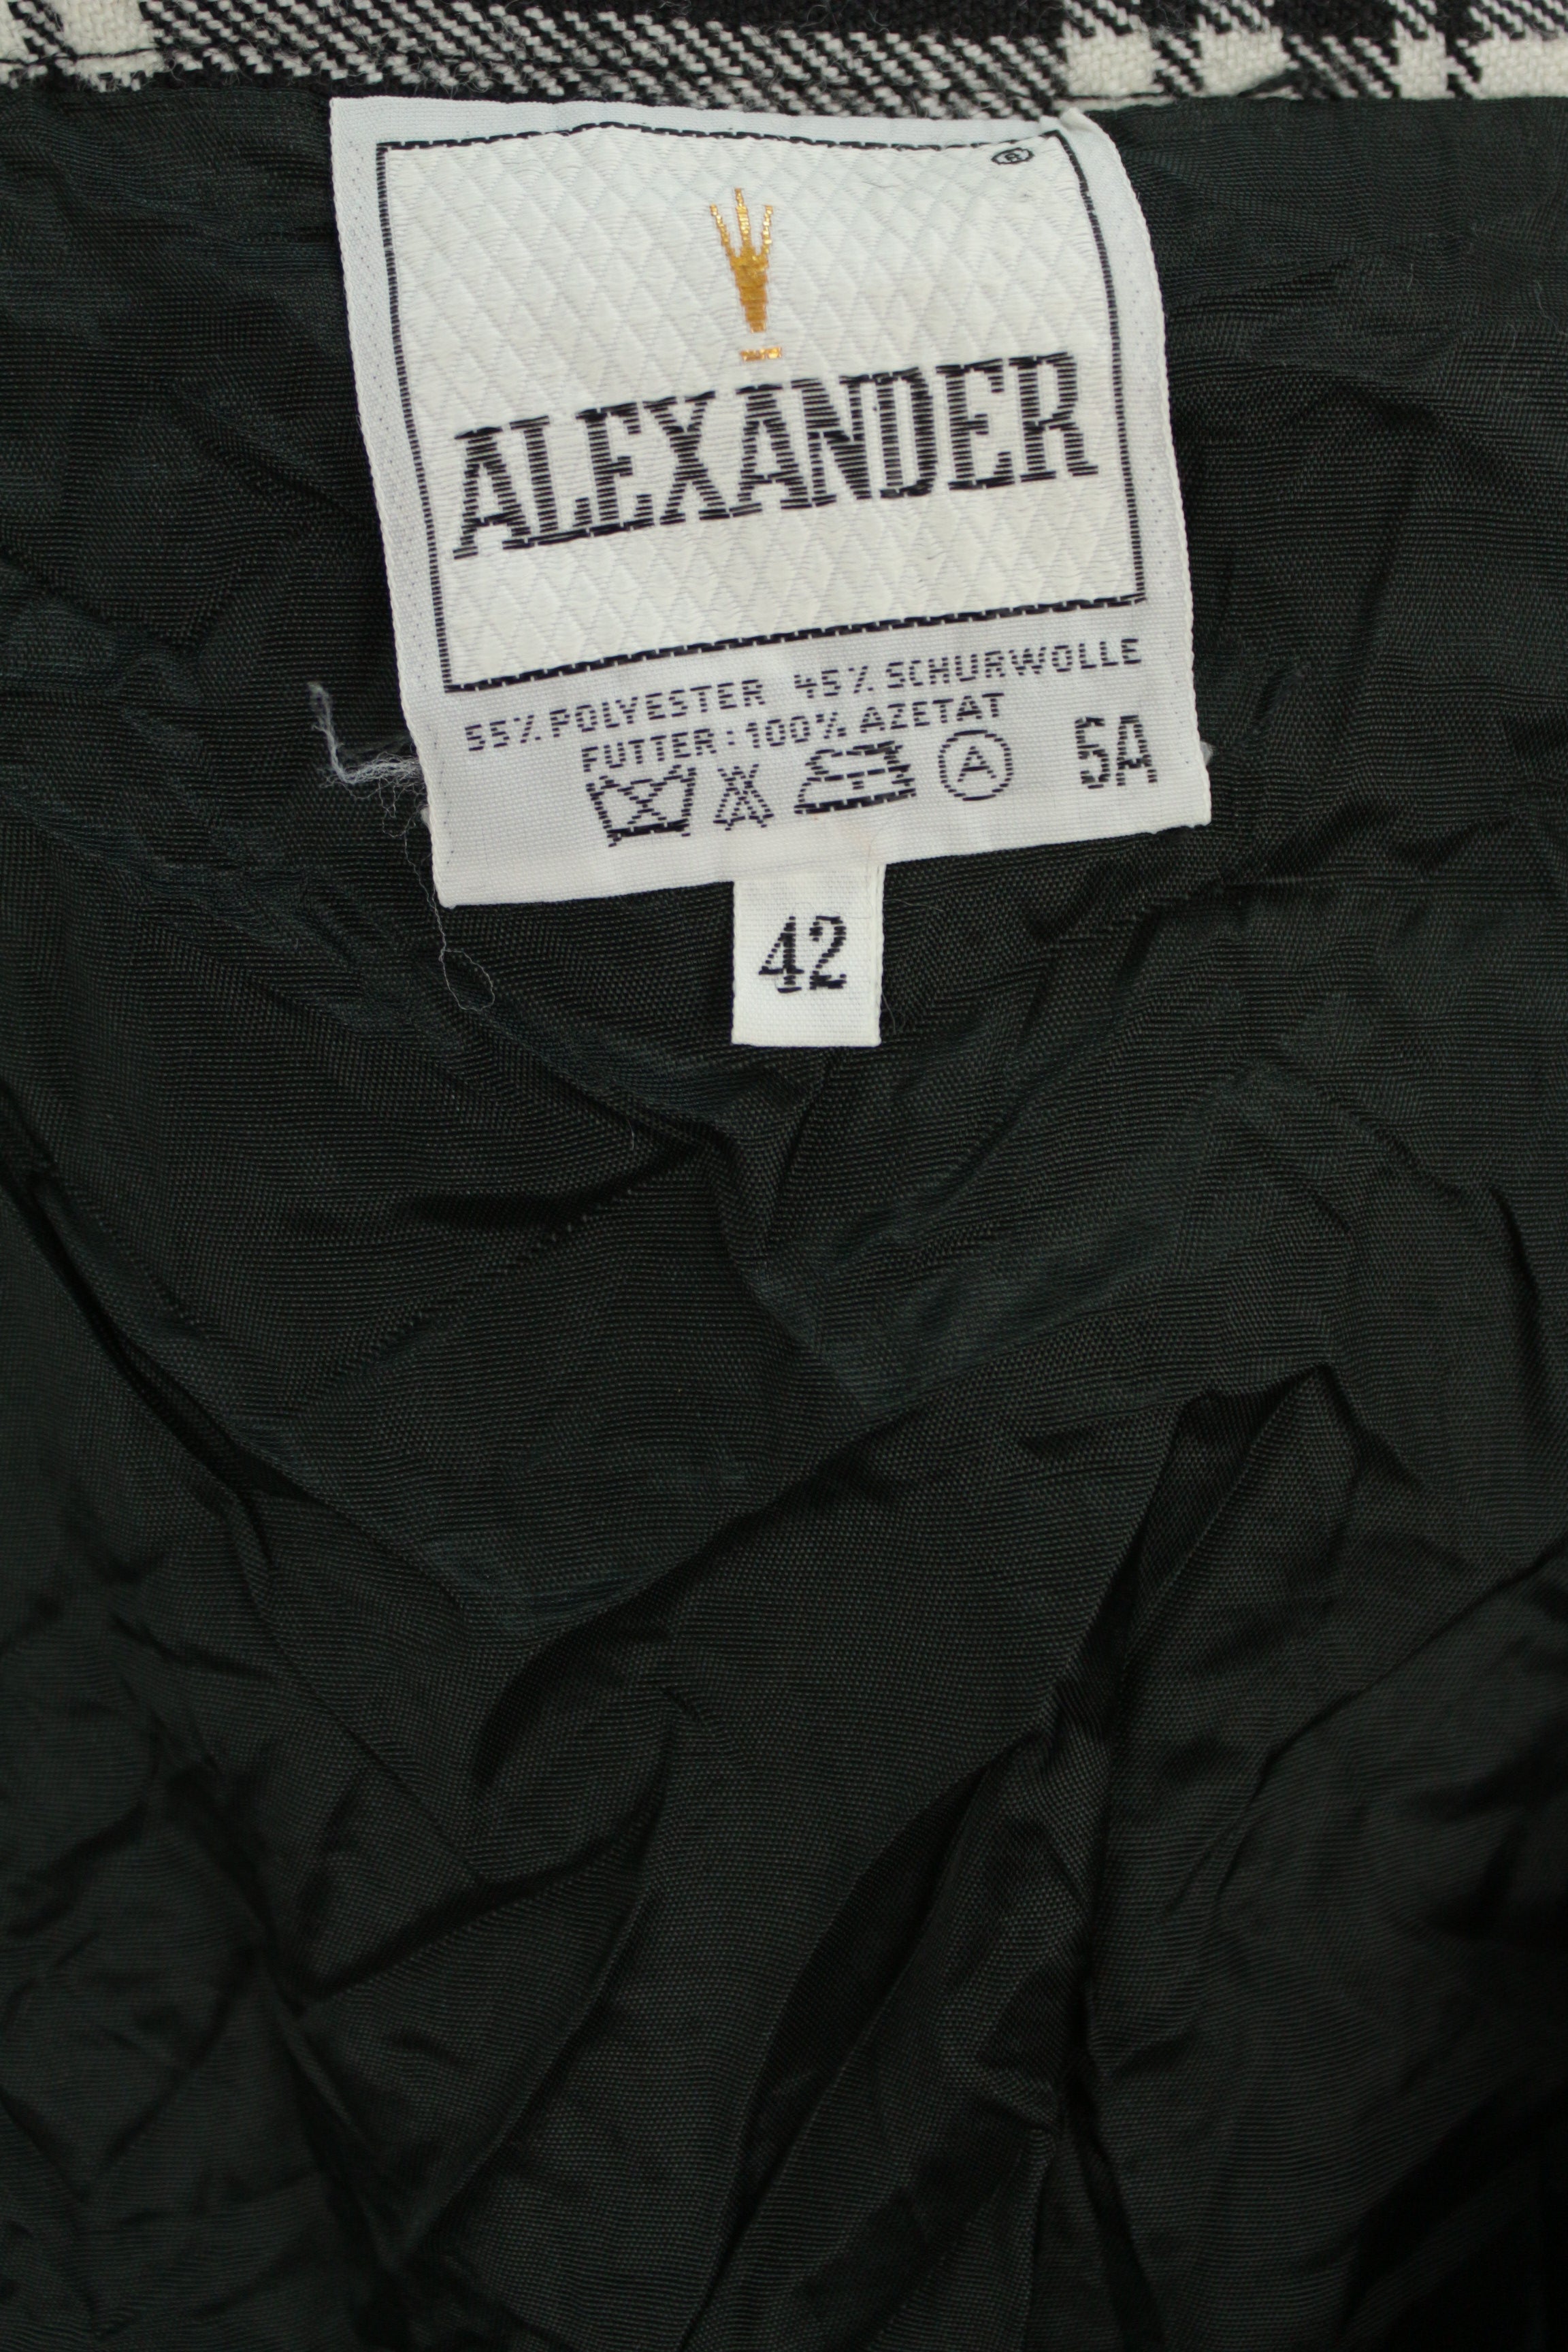 ®
ALEXANDER
55% POLYESTER 45% SCHURWOLLE
FUTTER: 100% AZETAT
A 5A
42